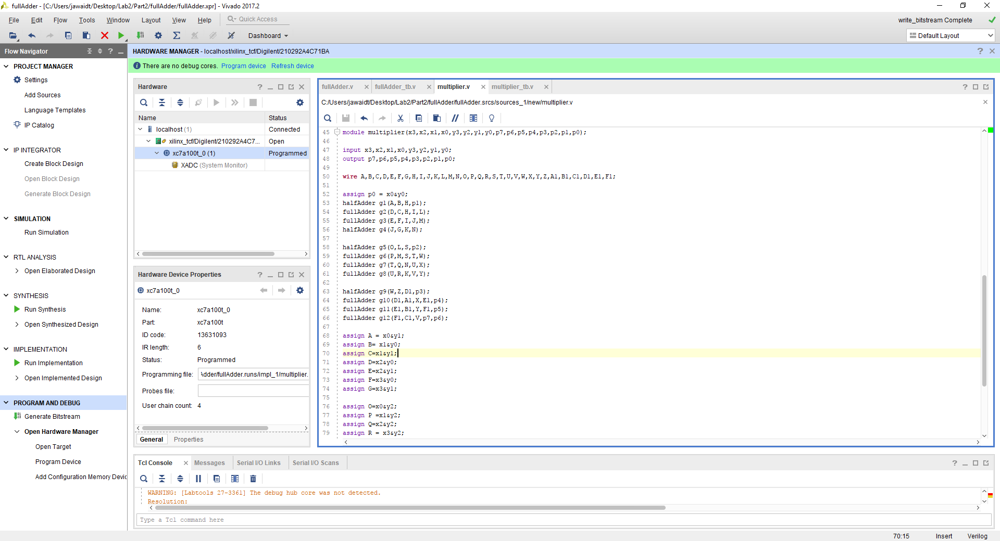 fullAdder - [C:/Users/jawaidt/Desktop/Lab2/Part2/fullAdder/fullAdder.xpr] - Vivado 2017.2
File Edit Flow Tools Window Layout View Help Quick Access
write_bitstream Complete
Dashboard
Default Layout
Flow Navigator
PROJECT MANAGER
Settings
Add Sources
Language Templates
IP Catalog
IP INTEGRATOR
Create Block Design
Open Block Design
Generate Block Design
SIMULATION
Run Simulation
RTL ANALYSIS
Open Elaborated Design
SYNTHESIS
Run Synthesis
Open Synthesized Design
IMPLEMENTATION
Run Implementation
Open Implemented Design
PROGRAM AND DEBUG
Generate Bitstream
Open Hardware Manager
Open Target
Program Device
Add Configuration Memory Devic
HARDWARE MANAGER - localhost/xilinx_tcf/Digilent/210292A4C71BA
There are no debug cores. Program device Refresh device
Hardware
Name Status
localhost (1) Connected
xilinx_tcf/Digilent/210292A4C7... Open
xc7a100t_0 (1) Programmed
XADC (System Monitor)
Hardware Device Properties
xc7a100t_0
Name: xc7a100t_0
Part: xc7a100t
ID code: 13631093
IR length: 6
Status: Programmed
Programming file: Adder/fullAdder.runs/impl_1/multiplier.
Probes file:
User chain count: 4
General Properties
fullAdder.v fullAdder_tb.v multiplier.v multiplier_tb.v
C:/Users/jawaidt/Desktop/Lab2/Part2/fullAdder/fullAdder.srcs/sources_1/new/multiplier.v
45 module multiplier(x3,x2,x1,x0,y3,y2,y1,y0,p7,p6,p5,p4,p3,p2,p1,p0);
46
47 input x3,x2,x1,x0,y3,y2,y1,y0;
48 output p7,p6,p5,p4,p3,p2,p1,p0;
49
50 wire A,B,C,D,E,F,G,H,I,J,K,L,M,N,O,P,Q,R,S,T,U,V,W,X,Y,Z,A1,B1,C1,D1,E1,F1;
51
52 assign p0 = x0&y0;
53 halfAdder g1(A,B,H,p1);
54 fullAdder g2(D,C,H,I,L);
55 fullAdder g3(E,F,I,J,M);
56 halfAdder g4(J,G,K,N);
57
58 halfAdder g5(O,L,S,p2);
59 fullAdder g6(P,M,S,T,W);
60 fullAdder g7(T,Q,N,U,X);
61 fullAdder g8(U,R,K,V,Y);
62
63 halfAdder g9(W,Z,D1,p3);
64 fullAdder g10(D1,A1,X,E1,p4);
65 fullAdder g11(E1,B1,Y,F1,p5);
66 fullAdder g12(F1,C1,V,p7,p6);
67
68 assign A = x0&y1;
69 assign B= x1&y0;
70 assign C=x1&y1;
71 assign D=x2&y0;
72 assign E=x2&y1;
73 assign F=x3&y0;
74 assign G=x3&y1;
75
76 assign O=x0&y2;
77 assign P =x1&y2;
78 assign Q=x2&y2;
79 assign R = x3&y2;
Tcl Console Messages Serial I/O Links Serial I/O Scans
WARNING: [Labtools 27-3361] The debug hub core was not detected.
Resolution:
Type a Tcl command here
70:15 Insert Verilog